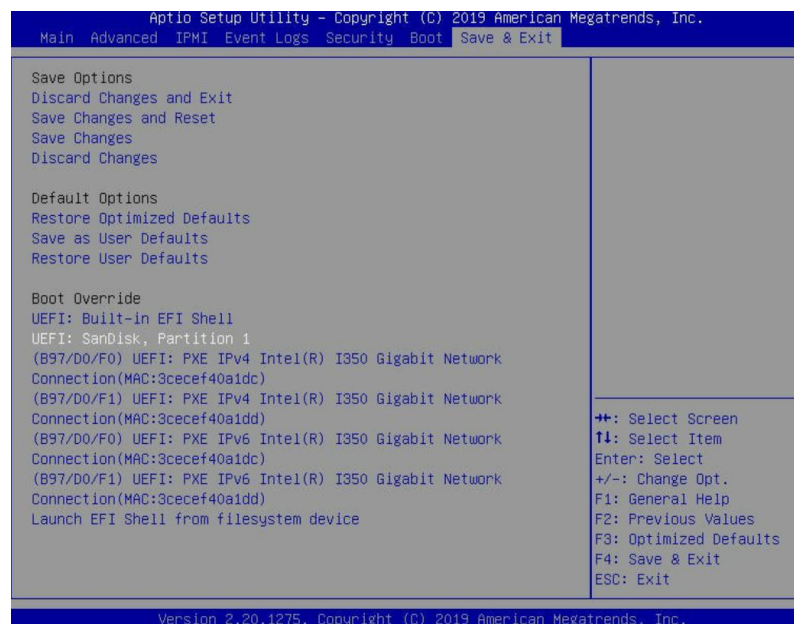 Aptio Setup Utility – Copyright (C) 2019 American Megatrends, Inc.
Main Advanced IPMI Event Logs Security Boot Save & Exit
Save Options
Discard Changes and Exit
Save Changes and Reset
Save Changes
Discard Changes
Default Options
Restore Optimized Defaults
Save as User Defaults
Restore User Defaults
Boot Override
UEFI: Built-in EFI Shell
UEFI: SanDisk, Partition 1
(B97/D0/F0) UEFI: PXE IPv4 Intel(R) I350 Gigabit Network
Connection(MAC:3cecef40a1dc)
(B97/D0/F1) UEFI: PXE IPv4 Intel(R) I350 Gigabit Network
Connection(MAC:3cecef40a1dd)
(B97/D0/F0) UEFI: PXE IPv6 Intel(R) I350 Gigabit Network
Connection(MAC:3cecef40a1dc)
(B97/D0/F1) UEFI: PXE IPv6 Intel(R) I350 Gigabit Network
Connection(MAC:3cecef40a1dd)
Launch EFI Shell from filesystem device
→←: Select Screen
↑↓: Select Item
Enter: Select
+/-: Change Opt.
F1: General Help
F2: Previous Values
F3: Optimized Defaults
F4: Save & Exit
ESC: Exit
Version 2.20.1275. Copyright (C) 2019 American Megatrends, Inc.